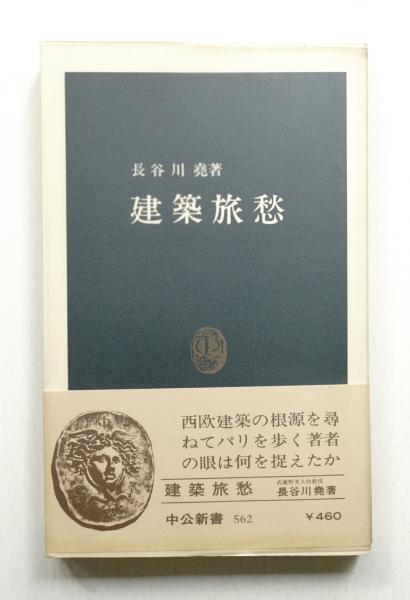 長谷川堯著
建築旅愁
西欧建築の根源を尋
ねてパリを歩く著者
の眼は何を捉えたか
建築旅愁
武蔵野美大助教授
長谷川堯著
中公新書 562
￥460